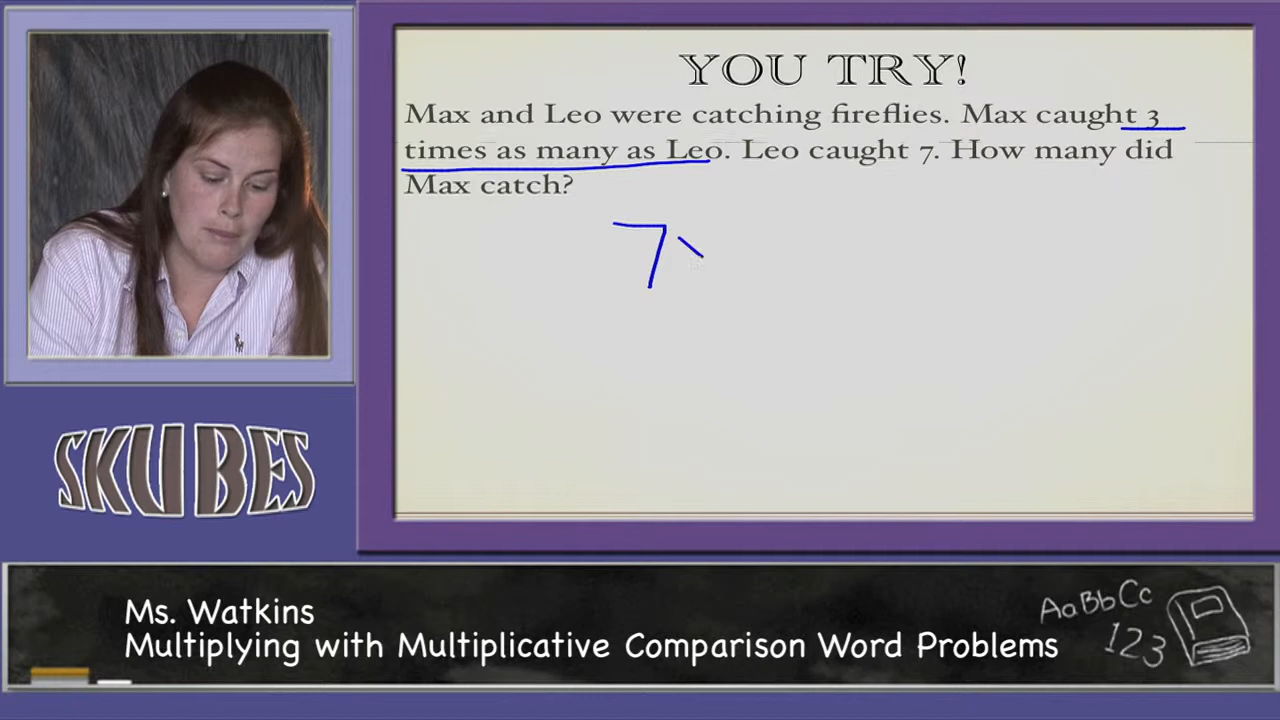 YOU TRY!
Max and Leo were catching fireflies. Max caught 3
times as many as Leo. Leo caught 7. How many did
Max catch?
7
SKUBES
Ms. Watkins
Multiplying with Multiplicative Comparison Word Problems
AaBbCc
123